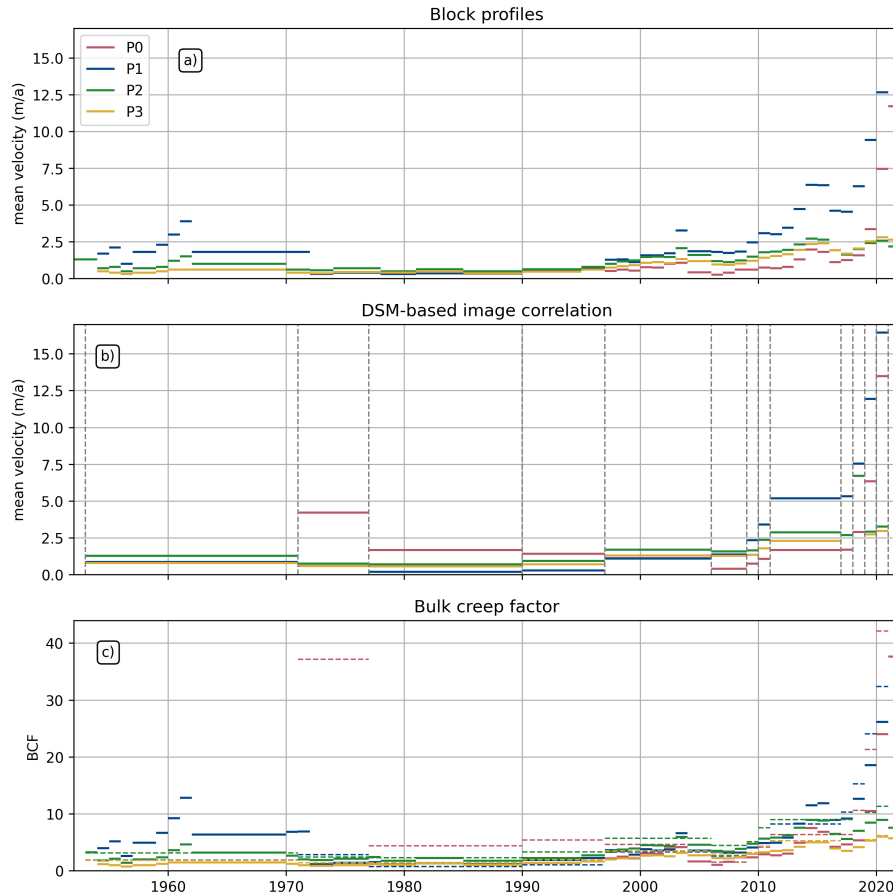 Block profiles
P0
P1
P2
P3
a)
15.0
12.5
10.0
7.5
5.0
2.5
0.0
mean velocity (m/a)
DSM-based image correlation
b)
15.0
12.5
10.0
7.5
5.0
2.5
0.0
mean velocity (m/a)
Bulk creep factor
c)
40
30
20
10
0
BCF
1960 1970 1980 1990 2000 2010 2020